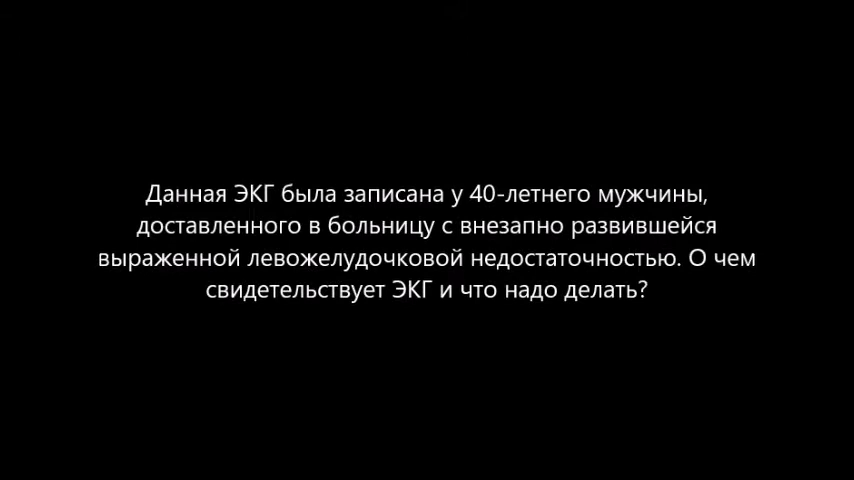 Данная ЭКГ была записана у 40-летнего мужчины,
доставленного в больницу с внезапно развившейся
выраженной левожелудочковой недостаточностью. О чем
свидетельствует ЭКГ и что надо делать?